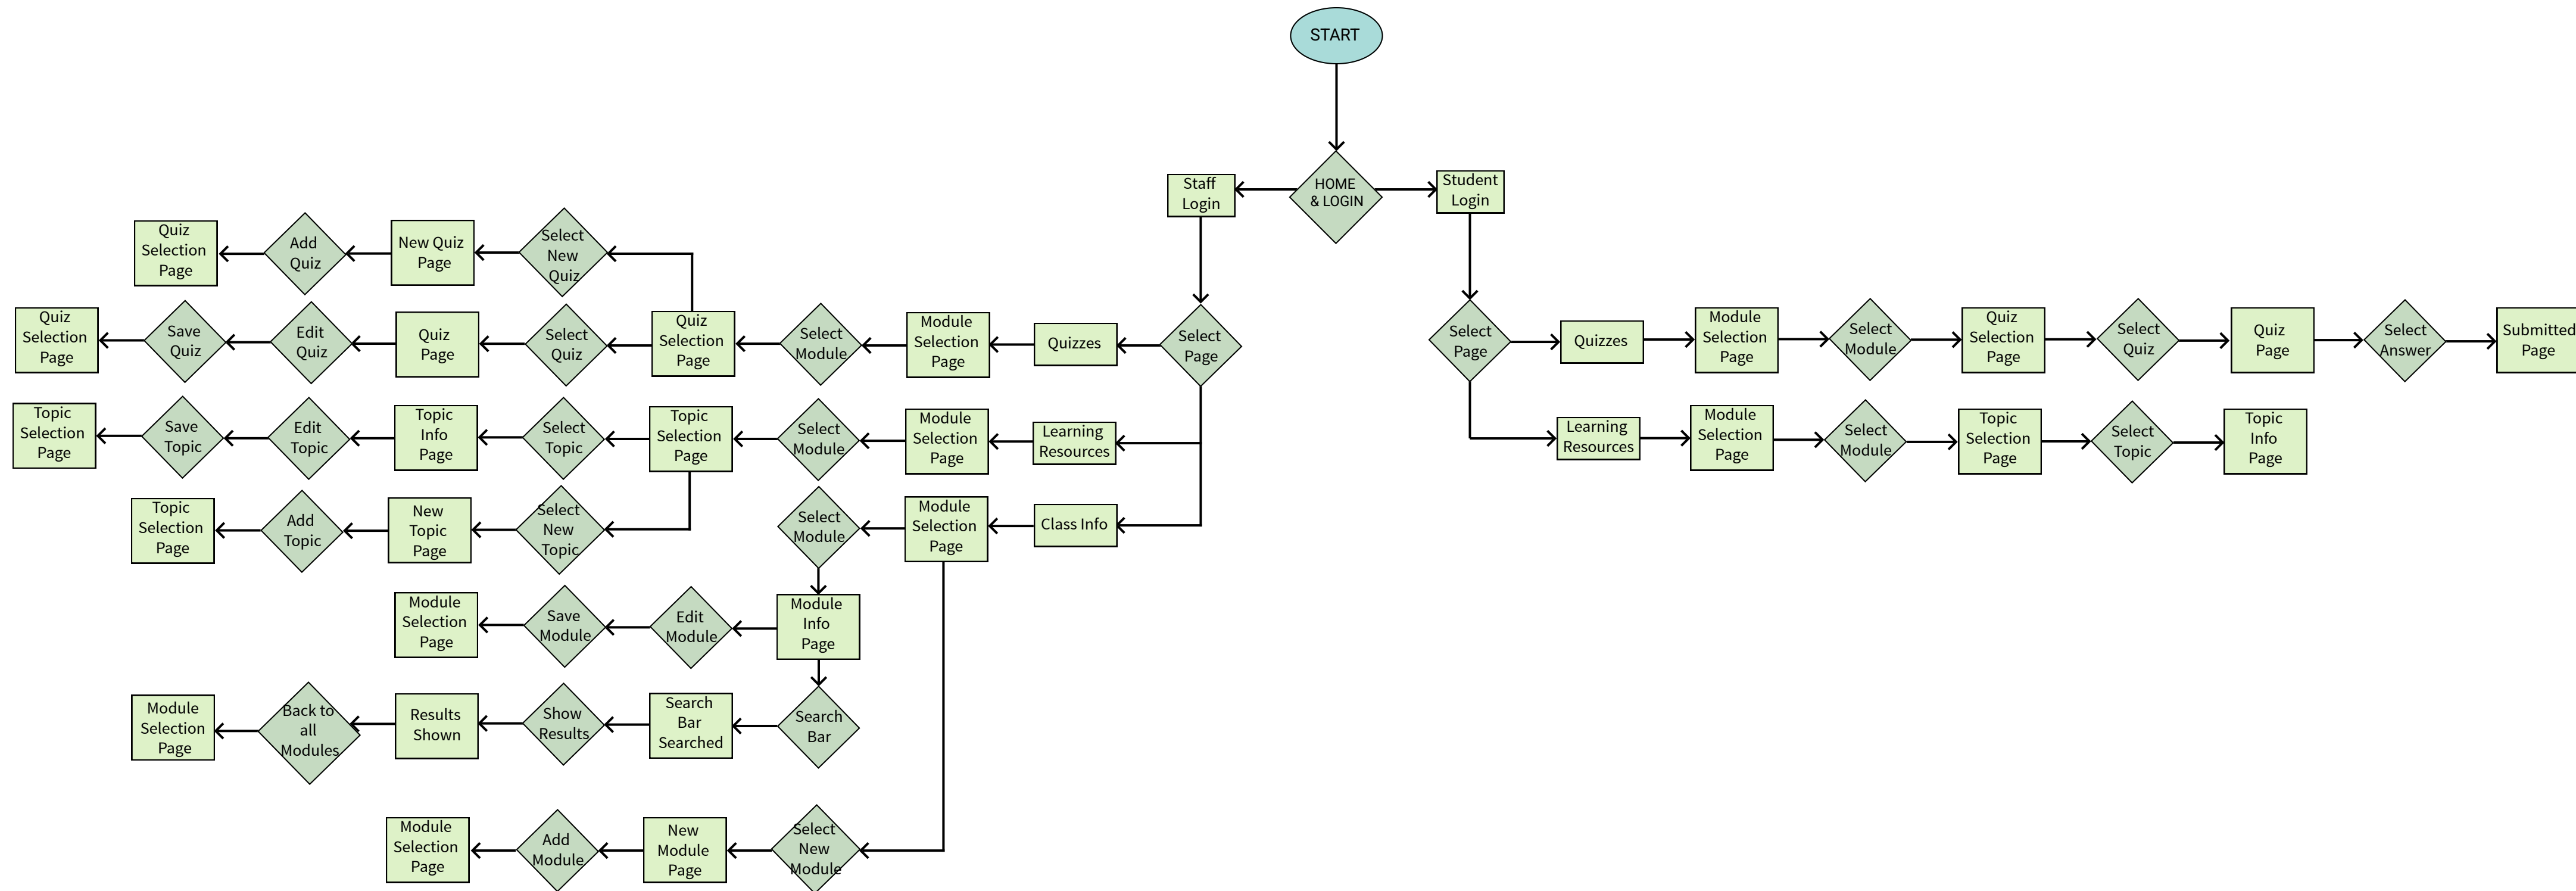 START
HOME
& LOGIN
Staff
Login
Student
Login
Quiz
Selection
Page
Add
Quiz
New Quiz
Page
Select
New
Quiz
Quiz
Selection
Page
Save
Quiz
Edit
Quiz
Quiz
Page
Select
Quiz
Quiz
Selection
Page
Select
Module
Module
Selection
Page
Quizzes
Select
Page
Select
Page
Quizzes
Module
Selection
Page
Select
Module
Quiz
Selection
Page
Select
Quiz
Quiz
Page
Select
Answer
Submitted
Page
Topic
Selection
Page
Save
Topic
Edit
Topic
Topic
Info
Page
Select
Topic
Topic
Selection
Page
Select
Module
Module
Selection
Page
Learning
Resources
Learning
Resources
Module
Selection
Page
Select
Module
Topic
Selection
Page
Select
Topic
Topic
Info
Page
Topic
Selection
Page
Add
Topic
New
Topic
Page
Select
New
Topic
Select
Module
Module
Selection
Page
Class Info
Module
Selection
Page
Save
Module
Edit
Module
Module
Info
Page
Module
Selection
Page
Back to
all
Modules
Results
Shown
Show
Results
Search
Bar
Searched
Search
Bar
Module
Selection
Page
Add
Module
New
Module
Page
Select
New
Module